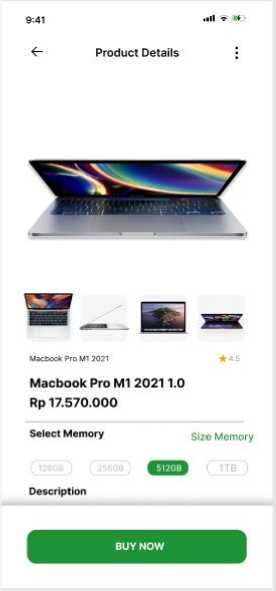 9:41
Product Details
Macbook Pro M1 2021
4.5
Macbook Pro M1 2021 1.0
Rp 17.570.000
Select Memory
Size Memory
128GB 256GB 512GB 1TB
Description
BUY NOW